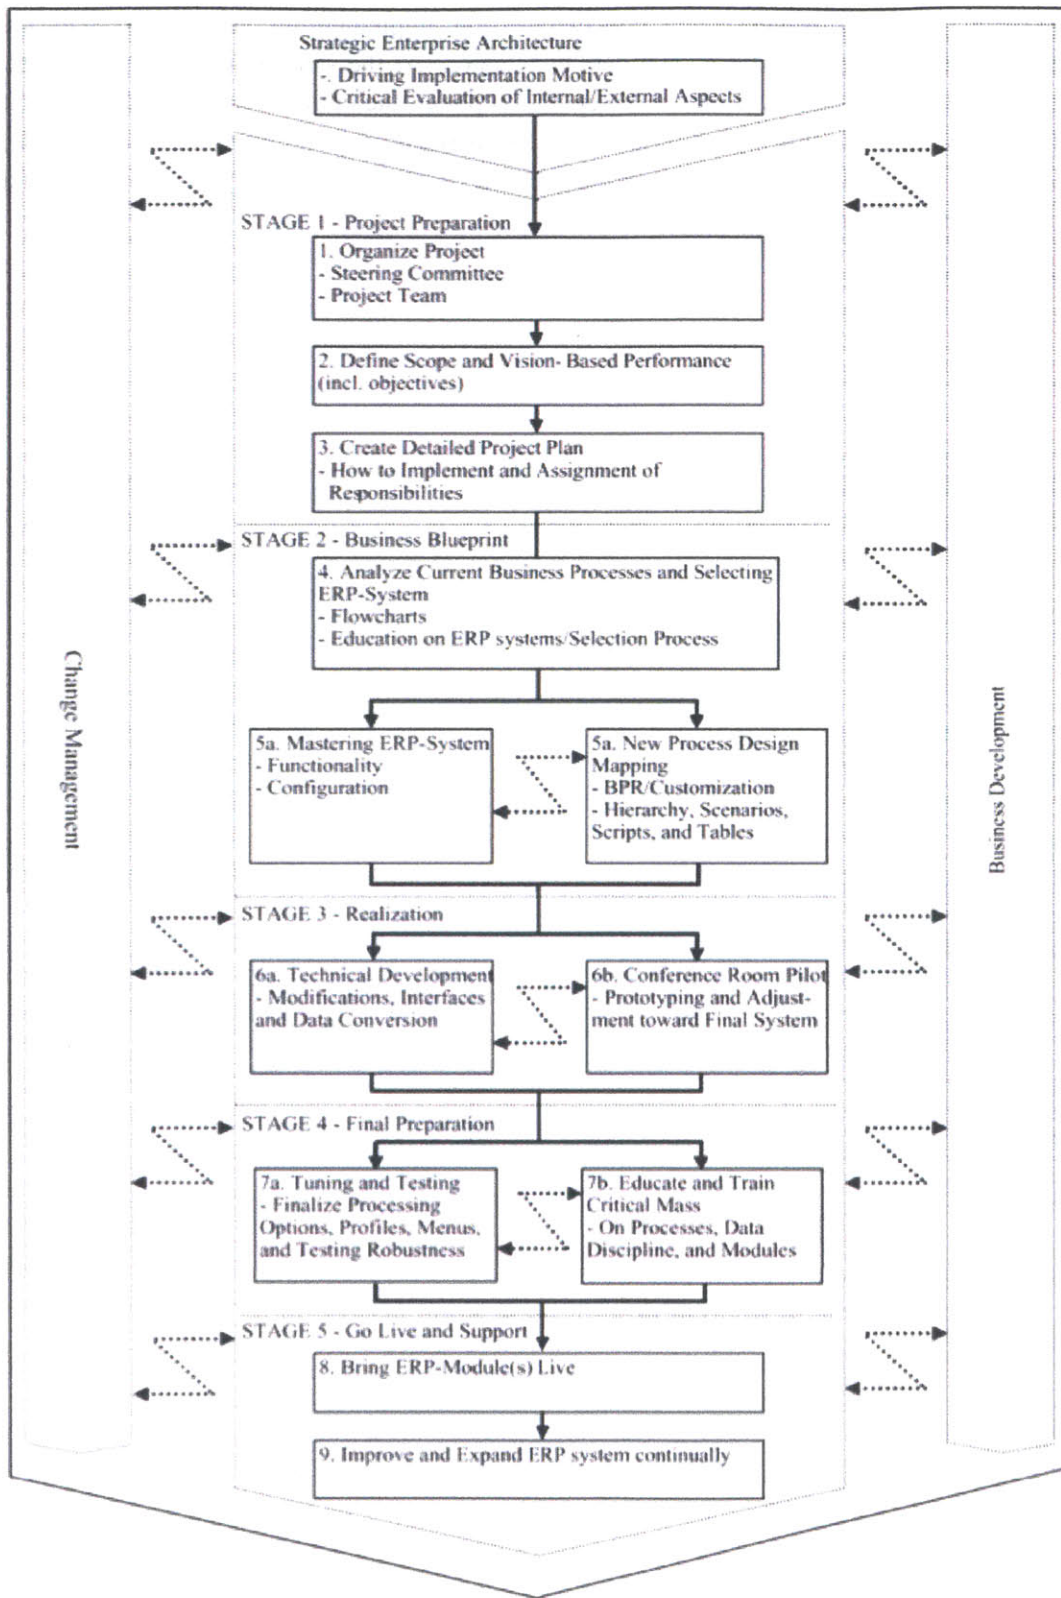 Strategic Enterprise Architecture
-. Driving Implementation Motive
- Critical Evaluation of Internal/External Aspects
STAGE 1 - Project Preparation
1. Organize Project
- Steering Committee
- Project Team
2. Define Scope and Vision- Based Performance
(incl. objectives)
3. Create Detailed Project Plan
- How to Implement and Assignment of
Responsibilities
STAGE 2 - Business Blueprint
4. Analyze Current Business Processes and Selecting
ERP-System
- Flowcharts
- Education on ERP systems/Selection Process
Change Management
Business Development
5a. Mastering ERP-System
- Functionality
- Configuration
5a. New Process Design
Mapping
- BPR/Customization
- Hierarchy, Scenarios,
Scripts, and Tables
STAGE 3 - Realization
6a. Technical Development
- Modifications, Interfaces
and Data Conversion
6b. Conference Room Pilot
- Prototyping and Adjust-
ment toward Final System
STAGE 4 - Final Preparation
7a. Tuning and Testing
- Finalize Processing
Options, Profiles, Menus,
and Testing Robustness
7b. Educate and Train
Critical Mass
- On Processes, Data
Discipline, and Modules
STAGE 5 - Go Live and Support
8. Bring ERP-Module(s) Live
9. Improve and Expand ERP system continually